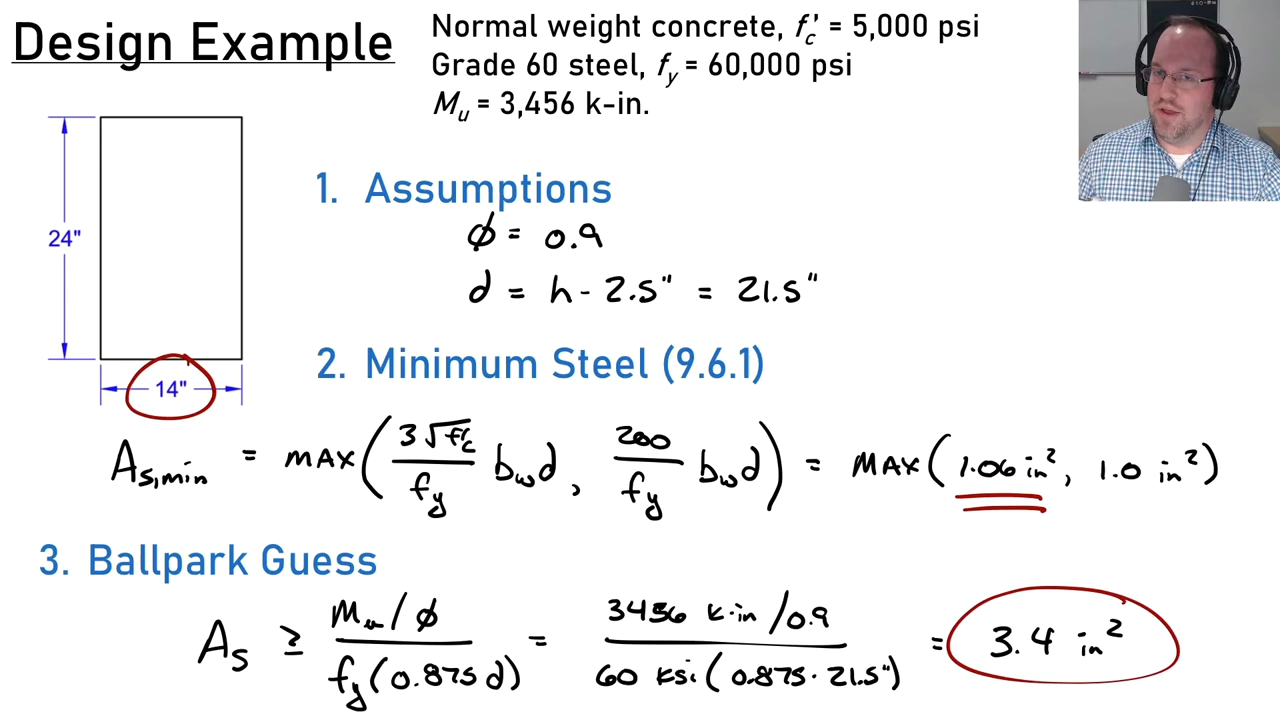 Design Example
Normal weight concrete, f'c = 5,000 psi
Grade 60 steel, fy = 60,000 psi
Mu = 3,456 k-in.
24"
14"
1. Assumptions
ϕ = 0.9
d = h - 2.5" = 21.5"
2. Minimum Steel (9.6.1)
As,min = MAX( 3√f'c / fy bwd, 200 / fy bwd ) = MAX( 1.06 in², 1.0 in² )
3. Ballpark Guess
As ≥ Mu/ϕ / fy(0.875d) = 3456 k·in/0.9 / 60 ksi(0.875·21.5") = 3.4 in²